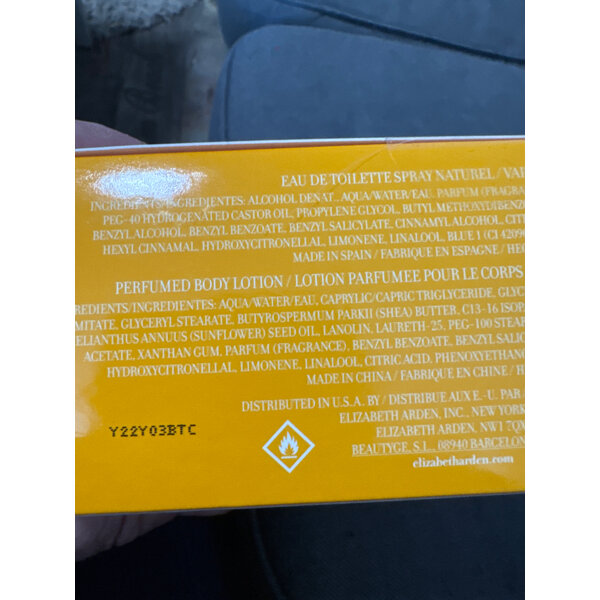 EAU DE TOILETTE SPRAY NATUREL / VAP
INGREDIENTS/INGREDIENTES: ALCOHOL DENAT., AQUA/WATER/EAU, PARFUM (FRAGRA
PEG-40 HYDROGENATED CASTOR OIL, PROPYLENE GLYCOL, BUTYL METHOXYDIBENZO
BENZYL ALCOHOL, BENZYL BENZOATE, BENZYL SALICYLATE, CINNAMYL ALCOHOL, CIT
HEXYL CINNAMAL, HYDROXYCITRONELLAL, LIMONENE, LINALOOL, BLUE 1 (CI 4209
MADE IN SPAIN / FABRIQUE EN ESPAGNE / HEC
PERFUMED BODY LOTION / LOTION PARFUMEE POUR LE CORPS
REDIENTS/INGREDIENTES: AQUA/WATER/EAU, CAPRYLIC/CAPRIC TRIGLYCERIDE, GLYC
MITATE, GLYCERYL STEARATE, BUTYROSPERMUM PARKII (SHEA) BUTTER, C13-16 ISOPA
ELIANTHUS ANNUUS (SUNFLOWER) SEED OIL, LANOLIN, LAURETH-25, PEG-100 STEAR
ACETATE, XANTHAN GUM, PARFUM (FRAGRANCE), BENZYL BENZOATE, BENZYL SALIC
HYDROXYCITRONELLAL, LIMONENE, LINALOOL, CITRIC ACID, PHENOXYETHANO
MADE IN CHINA / FABRIQUE EN CHINE / H
DISTRIBUTED IN U.S.A. BY / DISTRIBUE AUX E.-U. PAR
ELIZABETH ARDEN, INC., NEW YORK
ELIZABETH ARDEN, NW1 7QX
BEAUTYGE, S.L., 08940 BARCELON
elizabetharden.com
Y22Y03BTC